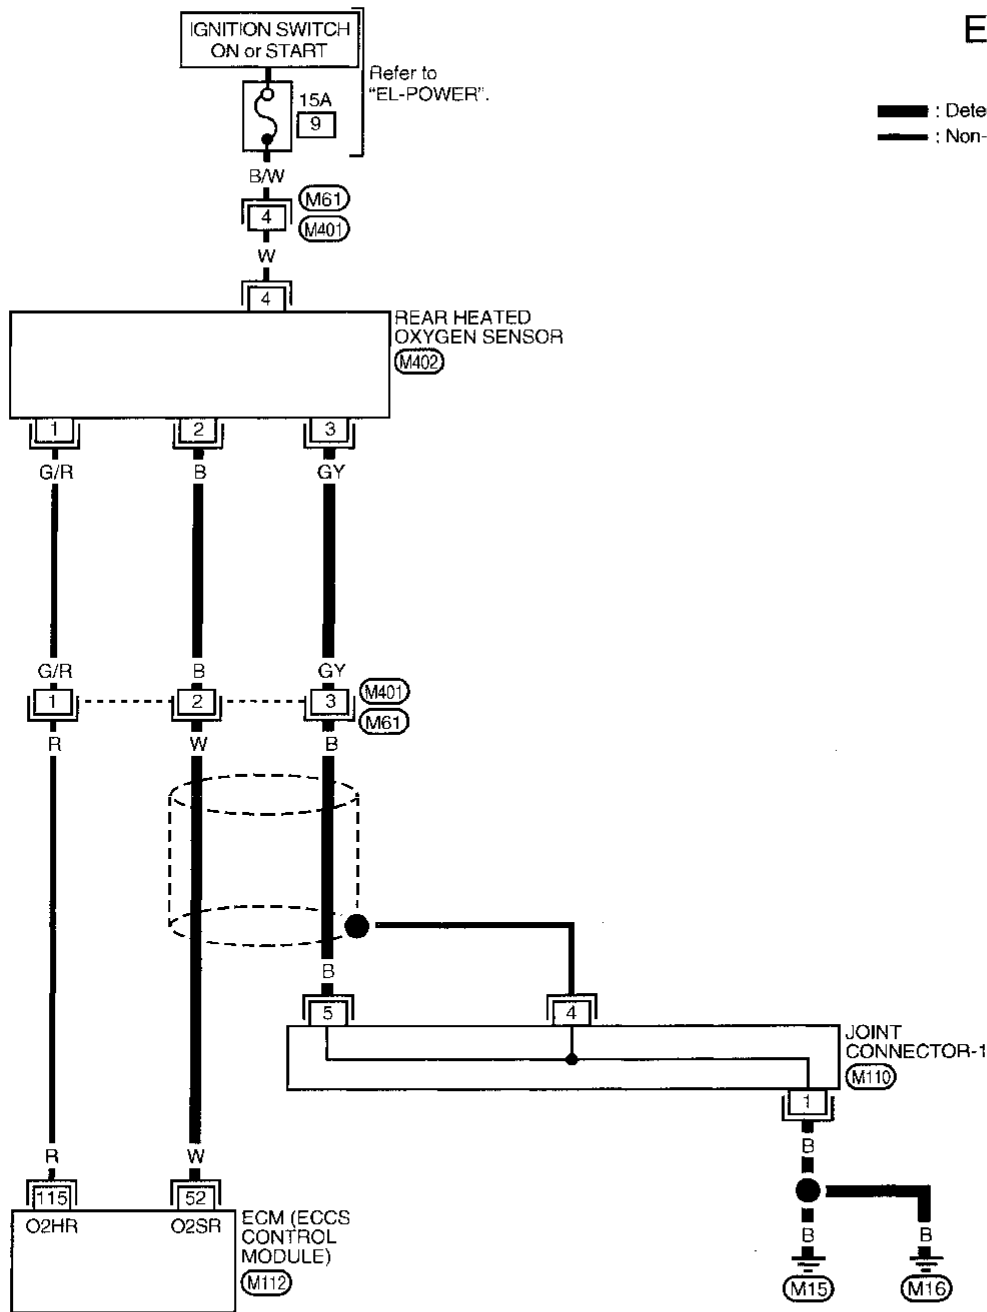 IGNITION SWITCH
ON or START
E
Refer to
"EL-POWER".
15A
9
: Dete
: Non-
B/W
M61
4
M401
W
4
REAR HEATED
OXYGEN SENSOR
M402
1 2 3
G/R B GY
G/R B GY
1 2 3
M401
M61
R W B
B
5 4
JOINT
CONNECTOR-1
M110
1
B
R W
115 52
O2HR O2SR
ECM (ECCS
CONTROL
MODULE)
M112
B B
M15 M16